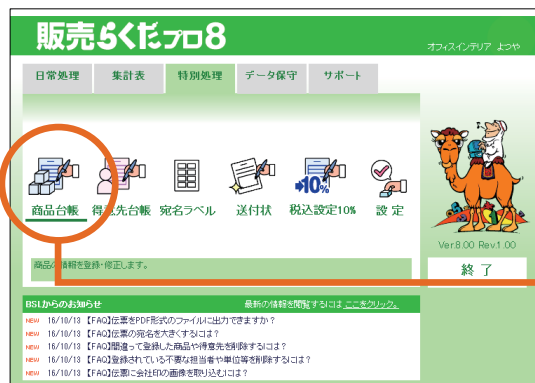 販売らくだプロ8
オフィスインテリア よつや
日常処理 集計表 特別処理 データ保守 サポート
商品台帳 得意先台帳 宛名ラベル 送付状 税込設定10% 設定
10%
Ver.8.00 Rev.1.00
商品の情報を登録・修正します。
終了
BSLからのお知らせ 最新の情報を閲覧するには ここをクリック。
NEW 16/10/13 【FAQ】伝票をPDF形式のファイルに出力できますか？
NEW 16/10/13 【FAQ】伝票の宛名を大きくするには？
NEW 16/10/13 【FAQ】間違って登録した商品や得意先を削除するには？
NEW 16/10/13 【FAQ】登録されている不要な担当者や単位等を削除するには？
NEW 16/10/13 【FAQ】伝票に会社印の画像を取り込むには？